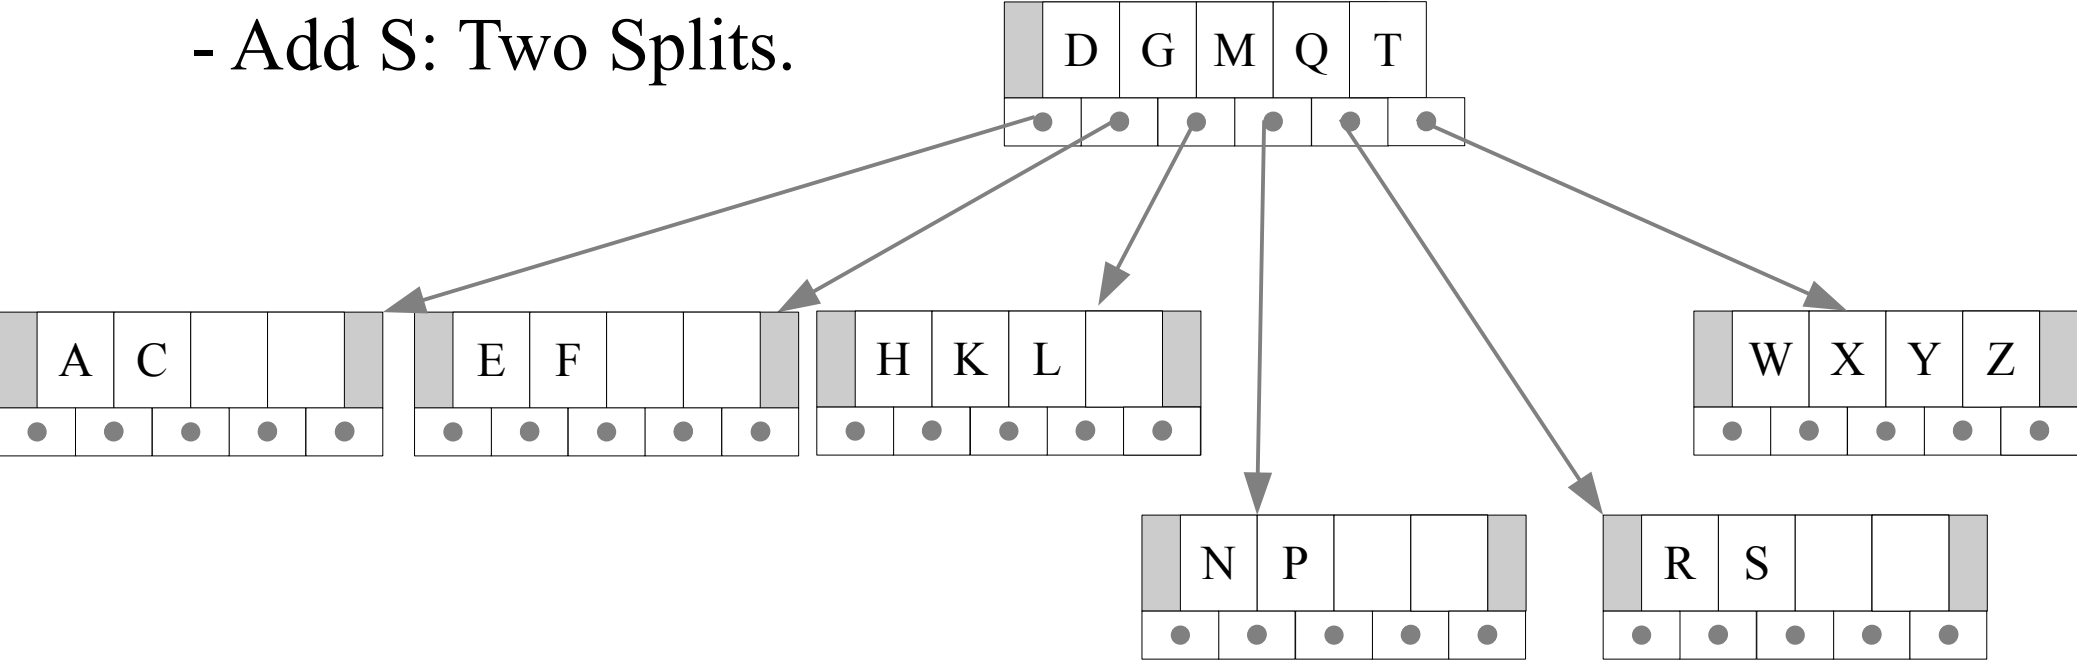 - Add S: Two Splits.
D G M Q T
A C
E F
H K L
W X Y Z
N P
R S